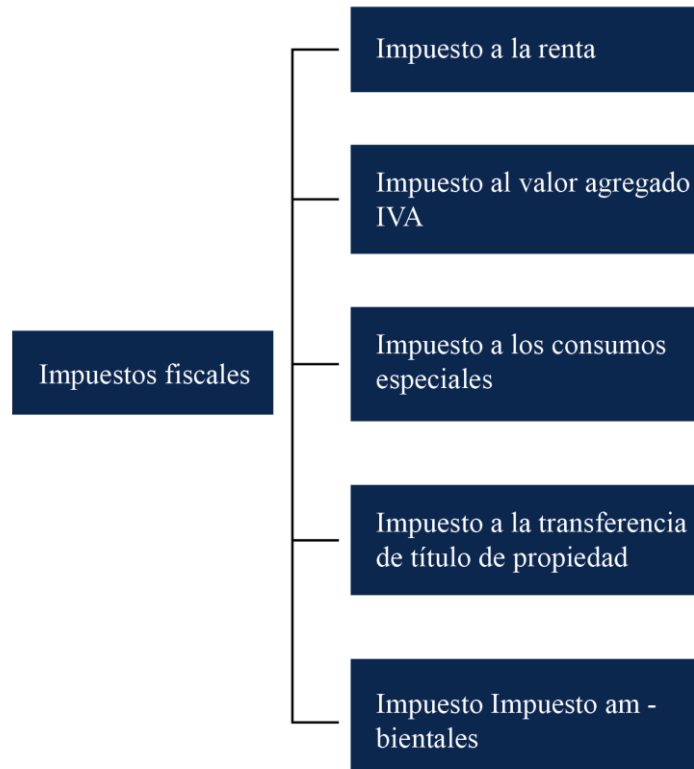 Impuesto a la renta
Impuesto al valor agregado
IVA
Impuestos fiscales
Impuesto a los consumos
especiales
Impuesto a la transferencia
de título de propiedad
Impuesto Impuesto am -
bientales